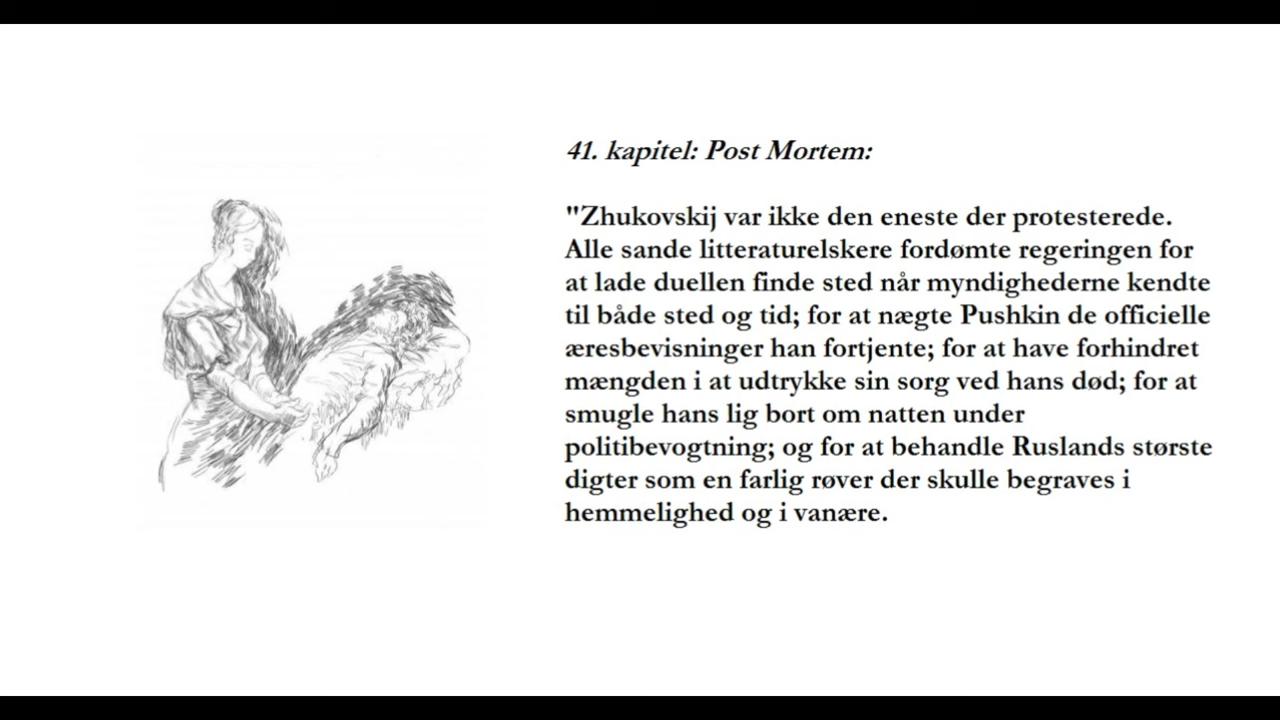 41. kapitel: Post Mortem:
"Zhukovskij var ikke den eneste der protesterede.
Alle sande litteraturelskere fordømte regeringen for
at lade duellen finde sted når myndighederne kendte
til både sted og tid; for at nægte Pushkin de officielle
æresbevisninger han fortjente; for at have forhindret
mængden i at udtrykke sin sorg ved hans død; for at
smugle hans lig bort om natten under
politibevogtning; og for at behandle Ruslands største
digter som en farlig røver der skulle begraves i
hemmelighed og i vanære.